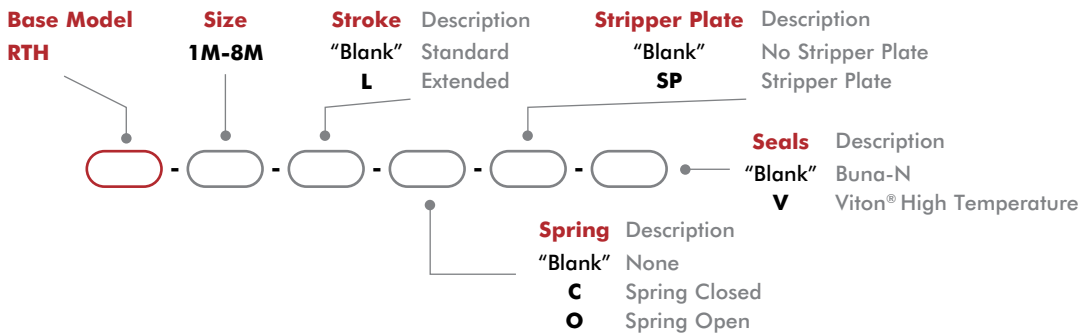 Base Model
RTH
Size
1M-8M
Stroke Description
“Blank” Standard
L Extended
Stripper Plate Description
“Blank” No Stripper Plate
SP Stripper Plate
- - - - -
Seals Description
“Blank” Buna-N
V Viton® High Temperature
Spring Description
“Blank” None
C Spring Closed
O Spring Open